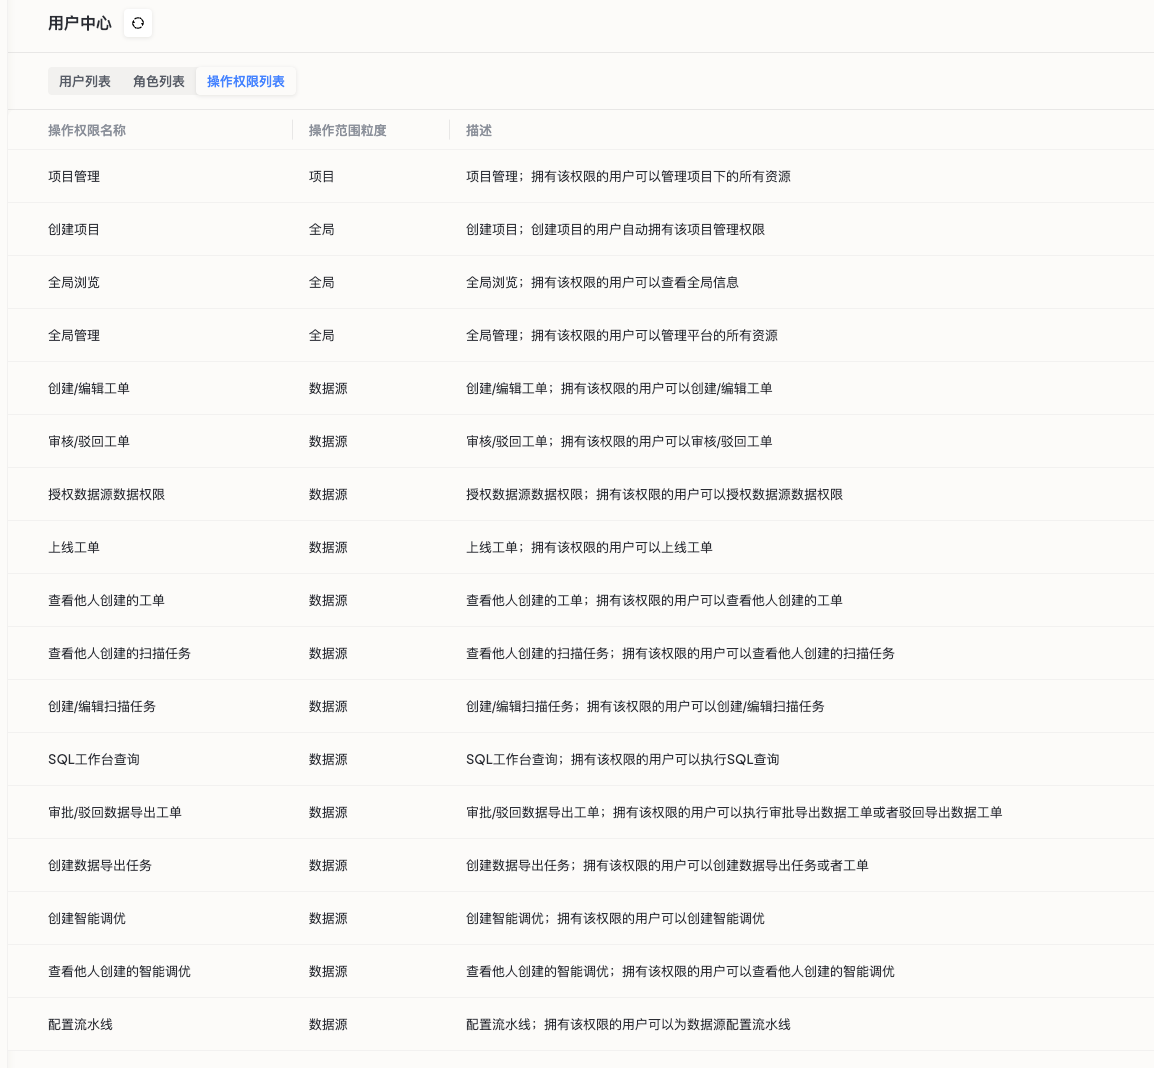 用户中心
用户列表 角色列表 操作权限列表
操作权限名称 操作范围粒度 描述
项目管理 项目 项目管理；拥有该权限的用户可以管理项目下的所有资源
创建项目 全局 创建项目；创建项目的用户自动拥有该项目管理权限
全局浏览 全局 全局浏览；拥有该权限的用户可以查看全局信息
全局管理 全局 全局管理；拥有该权限的用户可以管理平台的所有资源
创建/编辑工单 数据源 创建/编辑工单；拥有该权限的用户可以创建/编辑工单
审核/驳回工单 数据源 审核/驳回工单；拥有该权限的用户可以审核/驳回工单
授权数据源数据权限 数据源 授权数据源数据权限；拥有该权限的用户可以授权数据源数据权限
上线工单 数据源 上线工单；拥有该权限的用户可以上线工单
查看他人创建的工单 数据源 查看他人创建的工单；拥有该权限的用户可以查看他人创建的工单
查看他人创建的扫描任务 数据源 查看他人创建的扫描任务；拥有该权限的用户可以查看他人创建的扫描任务
创建/编辑扫描任务 数据源 创建/编辑扫描任务；拥有该权限的用户可以创建/编辑扫描任务
SQL工作台查询 数据源 SQL工作台查询；拥有该权限的用户可以执行SQL查询
审批/驳回数据导出工单 数据源 审批/驳回数据导出工单；拥有该权限的用户可以执行审批导出数据工单或者驳回导出数据工单
创建数据导出任务 数据源 创建数据导出任务；拥有该权限的用户可以创建数据导出任务或者工单
创建智能调优 数据源 创建智能调优；拥有该权限的用户可以创建智能调优
查看他人创建的智能调优 数据源 查看他人创建的智能调优；拥有该权限的用户可以查看他人创建的智能调优
配置流水线 数据源 配置流水线；拥有该权限的用户可以为数据源配置流水线